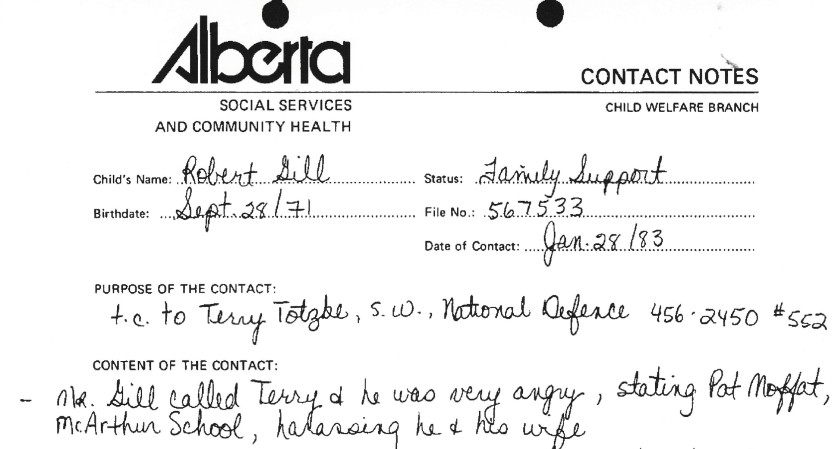 Alberta
CONTACT NOTES
SOCIAL SERVICES
AND COMMUNITY HEALTH
CHILD WELFARE BRANCH
Child's Name: Robert Gill
Status: Family Support
Birthdate: Sept. 28/71
File No.: 567533
Date of Contact: Jan. 28/83
PURPOSE OF THE CONTACT:
t.c. to Terry Totzke, s.w., National Defence 456-2450 #552
CONTENT OF THE CONTACT:
- Mr. Gill called Terry & he was very angry, stating Pat Moffat,
McArthur School, harassing he & his wife